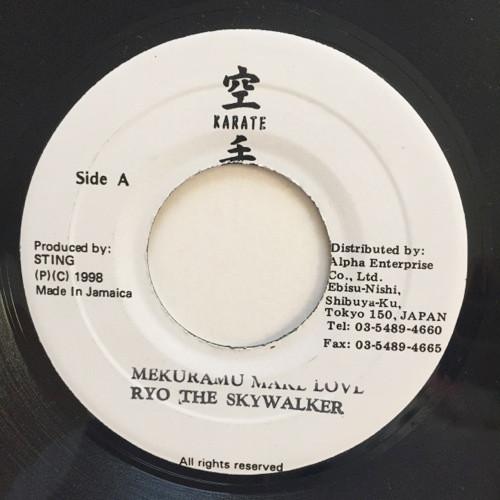 空
KARATE
手
Side A
Produced by:
STING
(P)(C) 1998
Made In Jamaica
Distributed by:
Alpha Enterprise
Co., Ltd.
Ebisu-Nishi,
Shibuya-Ku,
Tokyo 150, JAPAN
Tel: 03-5489-4660
Fax: 03-5489-4665
MEKURAMU MAKE LOVE
RYO THE SKYWALKER
All rights reserved